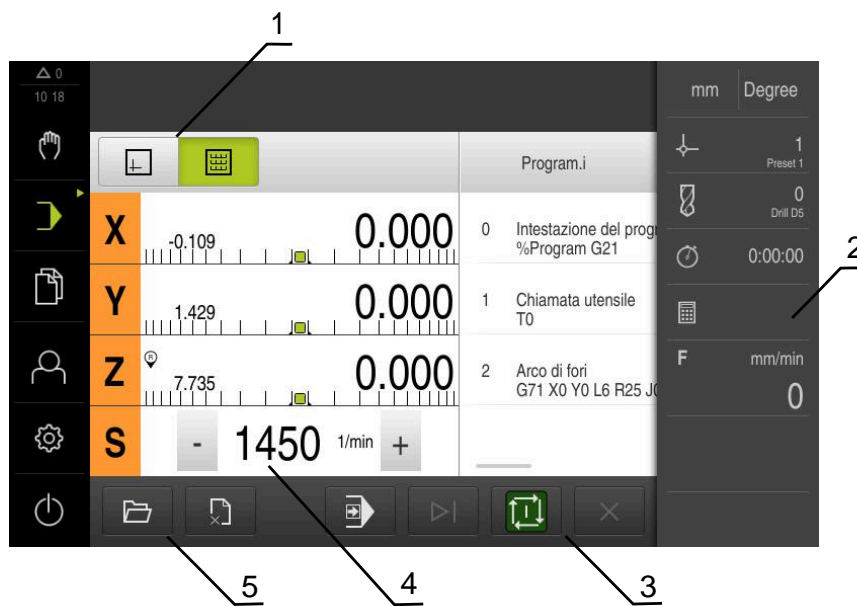 1
0
10 18
mm Degree
1
Preset 1
0
Drill D5
0:00:00
2
F mm/min
0
Program.i
X -0.109 0.000
Y 1.429 0.000
Z R 7.735 0.000
S - 1450 1/min +
0 Intestazione del progr
%Program G21
1 Chiamata utensile
T0
2 Arco di fori
G71 X0 Y0 L6 R25 J0
I
5
4
3